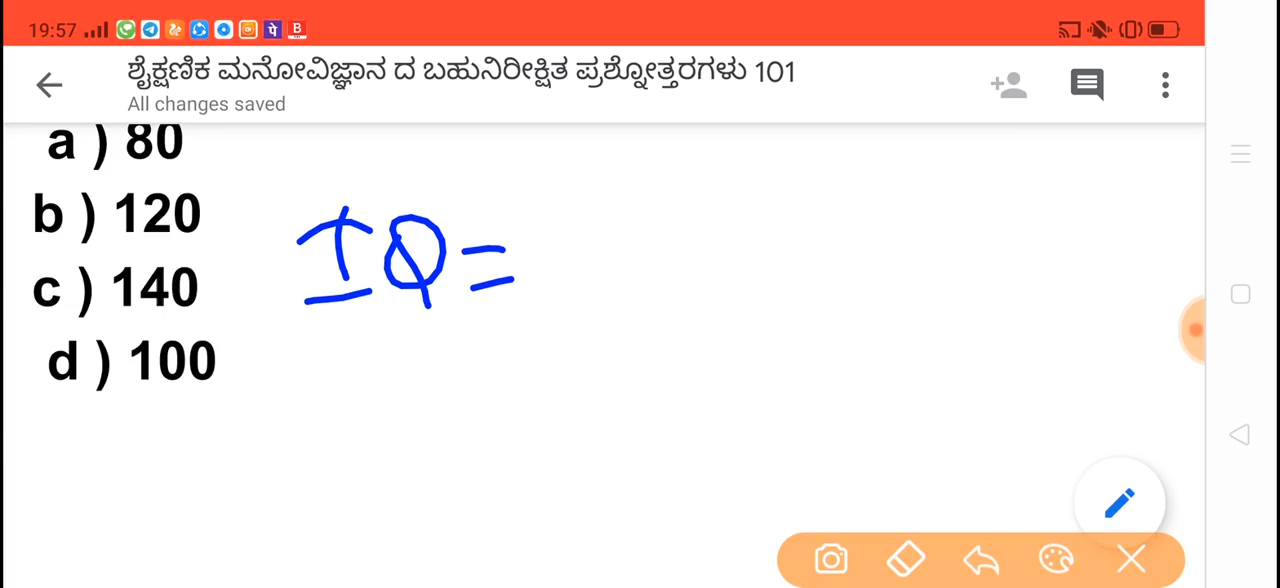 19:57
ಶೈಕ್ಷಣಿಕ ಮನೋವಿಜ್ಞಾನ ದ ಬಹುನಿರೀಕ್ಷಿತ ಪ್ರಶ್ನೋತ್ತರಗಳು 101
All changes saved
a ) 80
b ) 120
c ) 140
d ) 100
IQ=